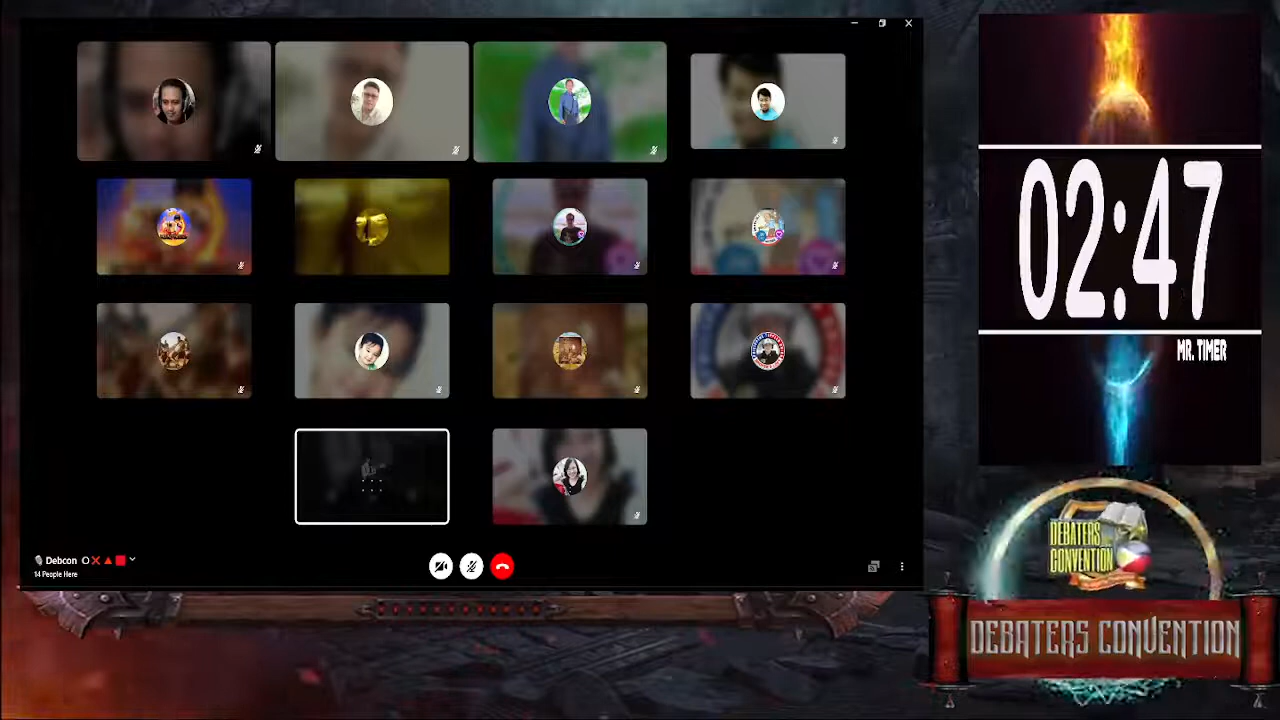 02:47
MR. TIMER
DEBATERS
CONVENTION
Debcon
14 People Here
DEBATERS CONVENTION